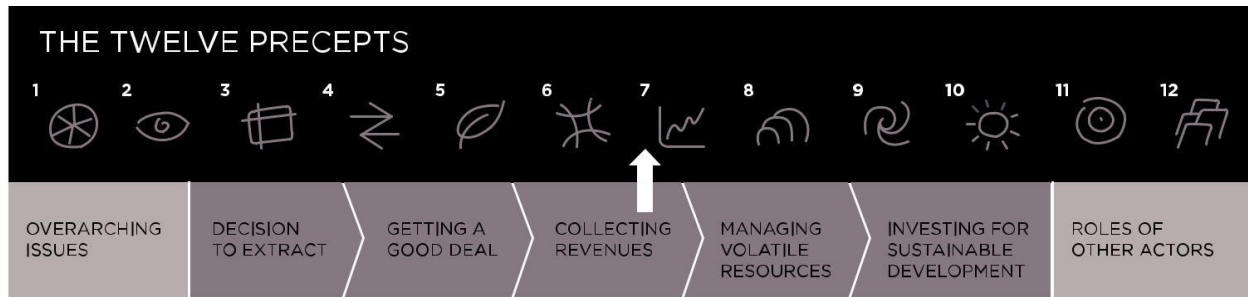 THE TWELVE PRECEPTS
1 2 3 4 5 6 7 8 9 10 11 12
OVERARCHING
ISSUES
DECISION
TO EXTRACT
GETTING A
GOOD DEAL
COLLECTING
REVENUES
MANAGING
VOLATILE
RESOURCES
INVESTING FOR
SUSTAINABLE
DEVELOPMENT
ROLES OF
OTHER ACTORS